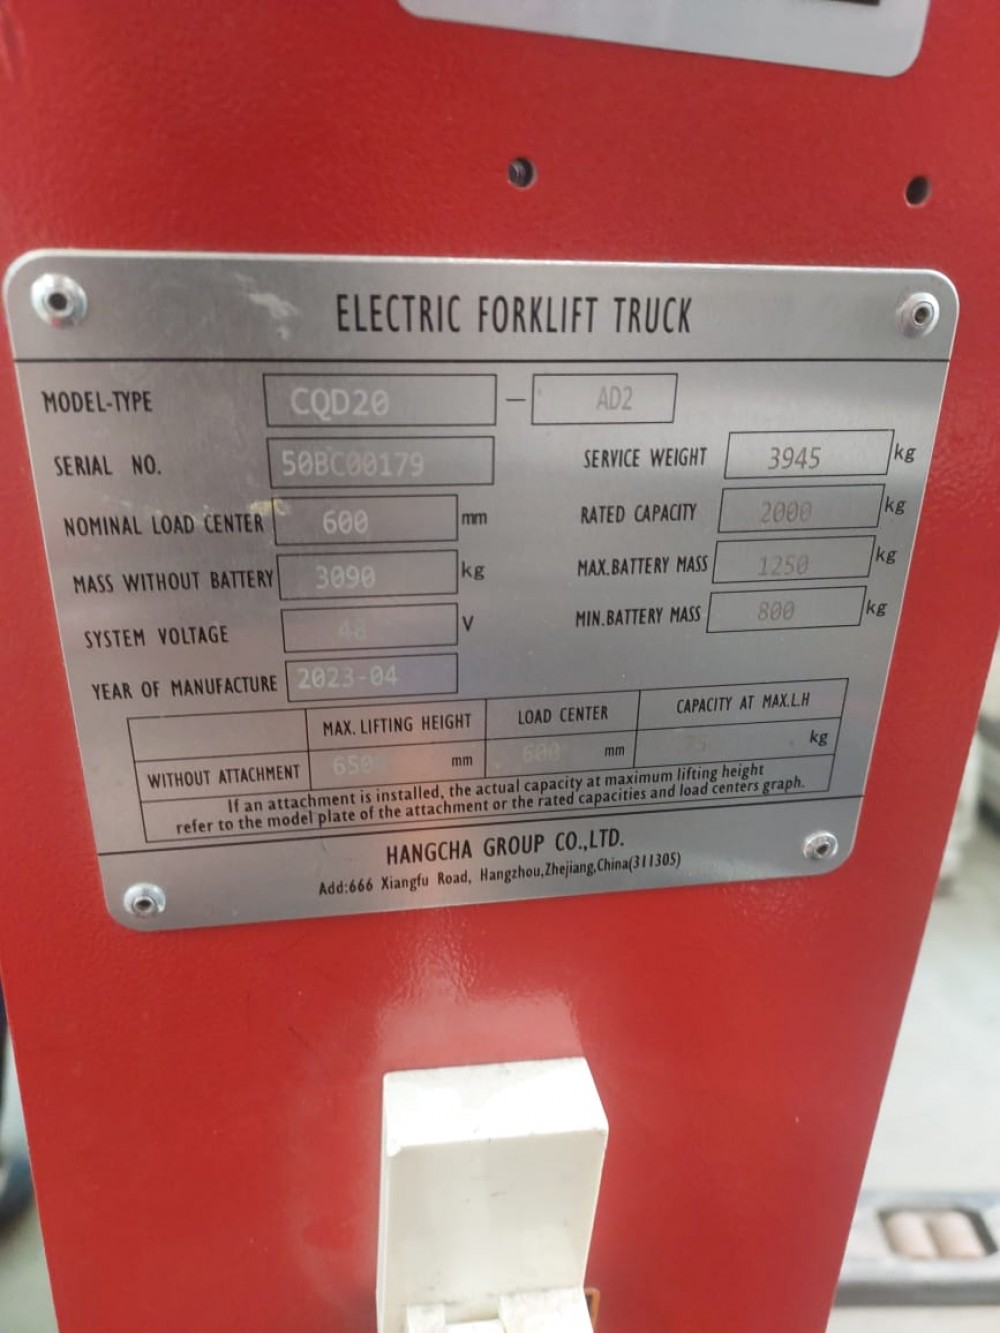 ELECTRIC FORKLIFT TRUCK
MODEL-TYPE CQD20 — AD2
SERIAL NO. 50BC00179 SERVICE WEIGHT 3945 kg
NOMINAL LOAD CENTER 600 mm RATED CAPACITY 2000 kg
MASS WITHOUT BATTERY 3090 kg MAX.BATTERY MASS 1250 kg
SYSTEM VOLTAGE 48 V MIN.BATTERY MASS 800 kg
YEAR OF MANUFACTURE 2023-04
MAX. LIFTING HEIGHT LOAD CENTER CAPACITY AT MAX.L.H
WITHOUT ATTACHMENT mm 600 mm kg
If an attachment is installed, the actual capacity at maximum lifting height
refer to the model plate of the attachment or the rated capacities and load centers graph.
HANGCHA GROUP CO.,LTD.
Add:666 Xiangfu Road, Hangzhou,Zhejiang,China(311305)